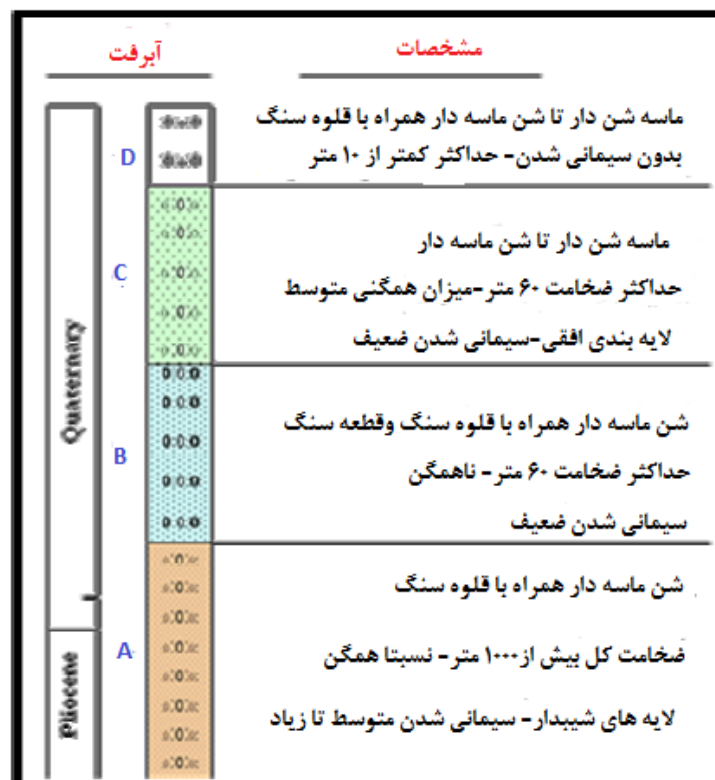 مشخصات
آبرفت
ماسه شن دار تا شن ماسه دار همراه با قلوه سنگ
بدون سیمانی شدن- حداکثر کمتر از ۱۰ متر
D
ماسه شن دار تا شن ماسه دار
حداکثر ضخامت ۶۰ متر-میزان همگنی متوسط
لایه بندی افقی-سیمانی شدن ضعیف
C
شن ماسه دار همراه با قلوه سنگ وقطعه سنگ
حداکثر ضخامت ۶۰ متر- ناهمگن
سیمانی شدن ضعیف
B
شن ماسه دار همراه با قلوه سنگ
ضخامت کل بیش از۱۰۰۰ متر- نسبتا همگن
لایه های شیبدار- سیمانی شدن متوسط تا زیاد
A
Quaternary
Pliocene